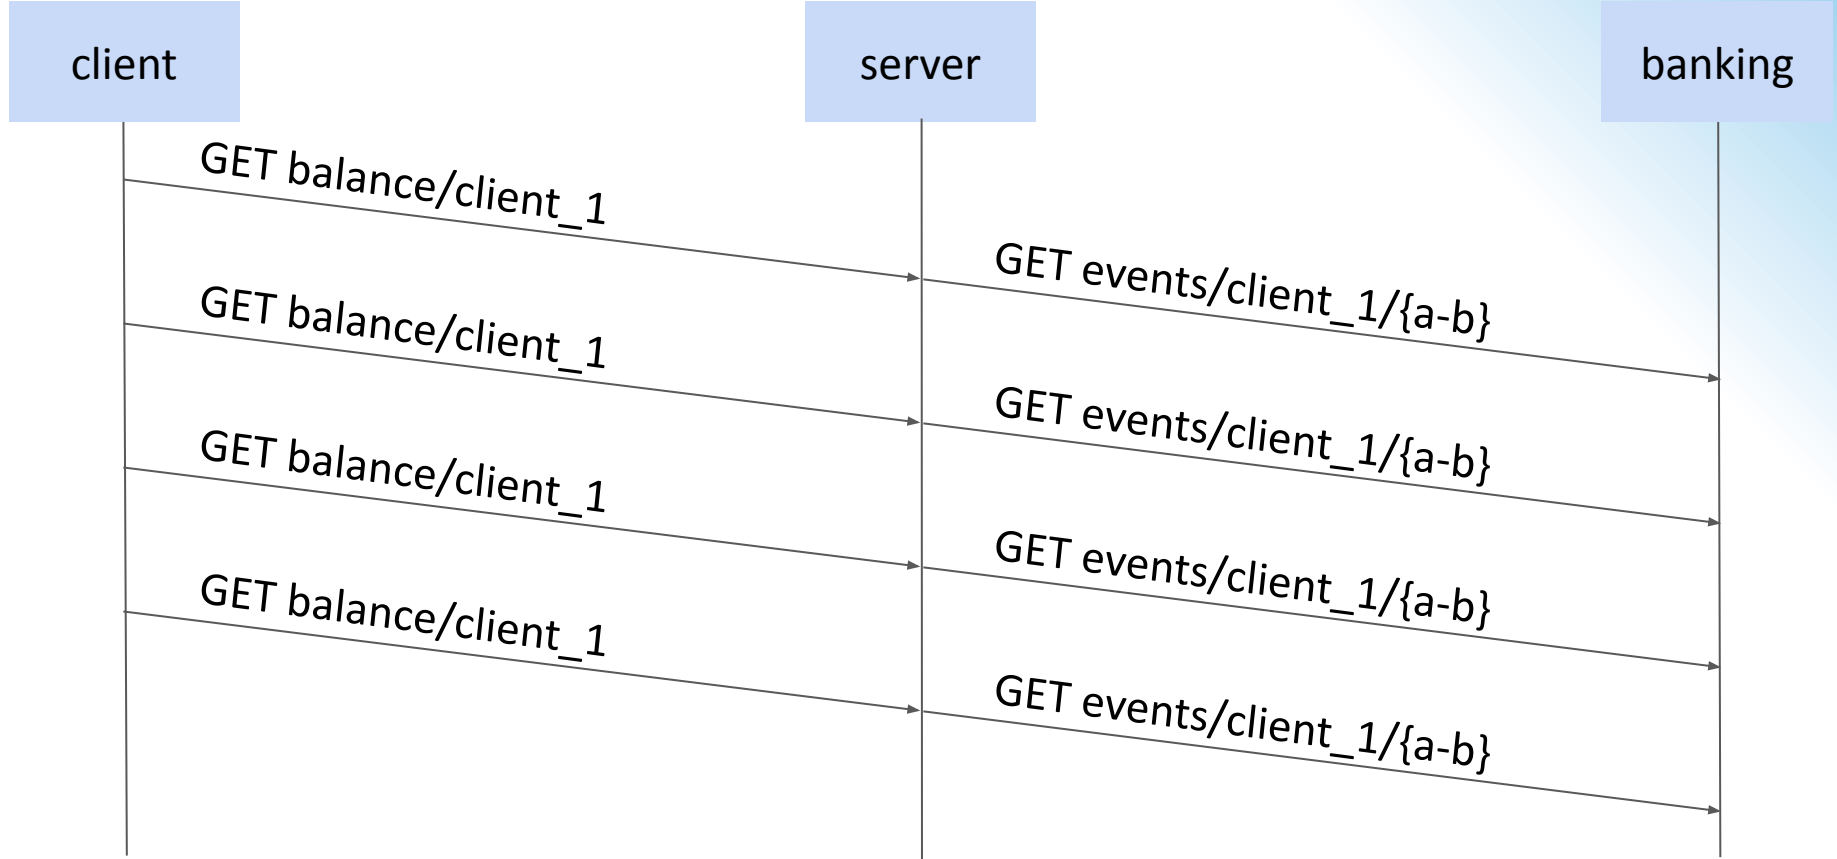 client
server
banking
GET balance/client_1
GET events/client_1/{a-b}
GET balance/client_1
GET events/client_1/{a-b}
GET balance/client_1
GET events/client_1/{a-b}
GET balance/client_1
GET events/client_1/{a-b}